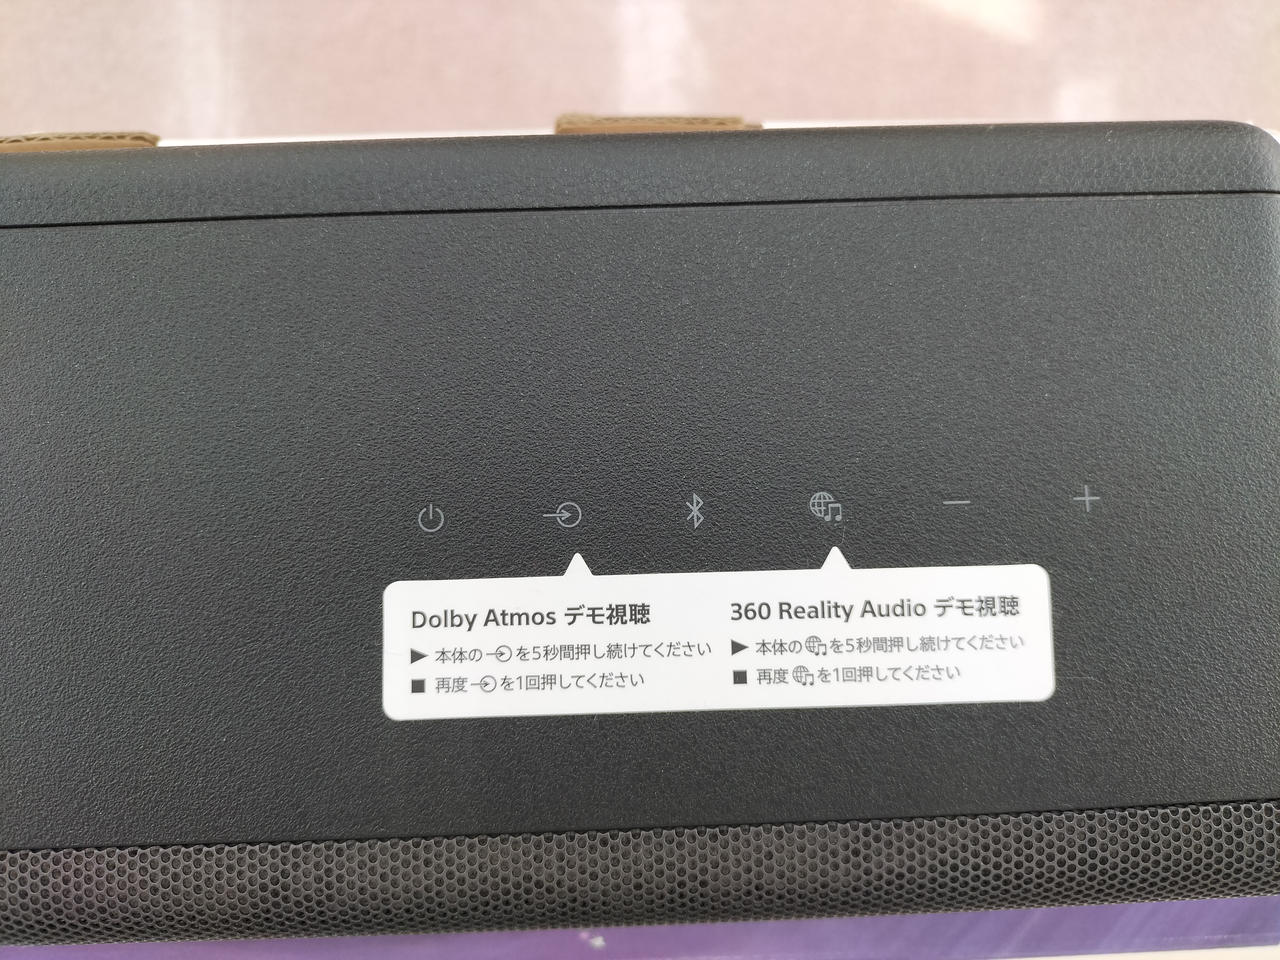 Dolby Atmos デモ視聴
▶ 本体の を5秒間押し続けてください
■ 再度 を1回押してください
360 Reality Audio デモ視聴
▶ 本体の を5秒間押し続けてください
■ 再度 を1回押してください